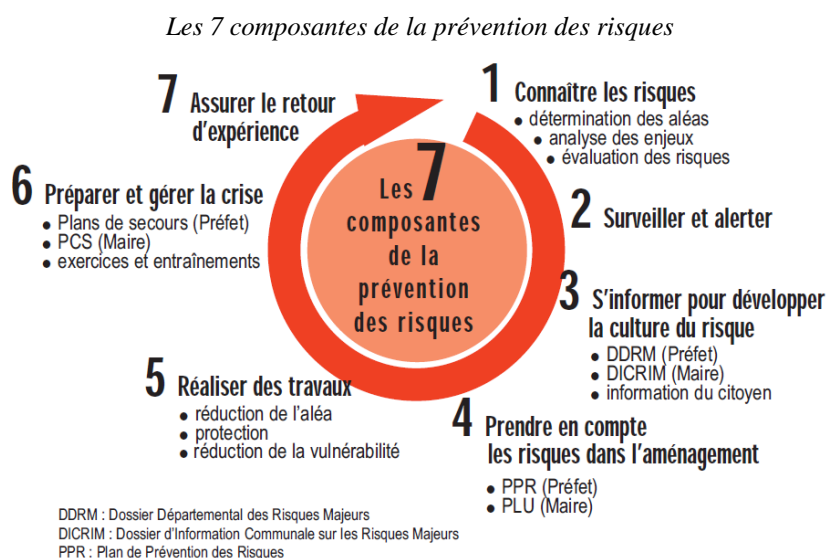 Les 7 composantes de la prévention des risques
1 Connaître les risques
• détermination des aléas
• analyse des enjeux
• évaluation des risques
2 Surveiller et alerter
3 S'informer pour développer
la culture du risque
• DDRM (Préfet)
• DICRIM (Maire)
• information du citoyen
4 Prendre en compte
les risques dans l'aménagement
• PPR (Préfet)
• PLU (Maire)
5 Réaliser des travaux
• réduction de l'aléa
• protection
• réduction de la vulnérabilité
6 Préparer et gérer la crise
• Plans de secours (Préfet)
• PCS (Maire)
• exercices et entraînements
7 Assurer le retour
d'expérience
Les 7
composantes
de la
prévention
des risques
DDRM : Dossier Départemental des Risques Majeurs
DICRIM : Dossier d'Information Communale sur les Risques Majeurs
PPR : Plan de Prévention des Risques